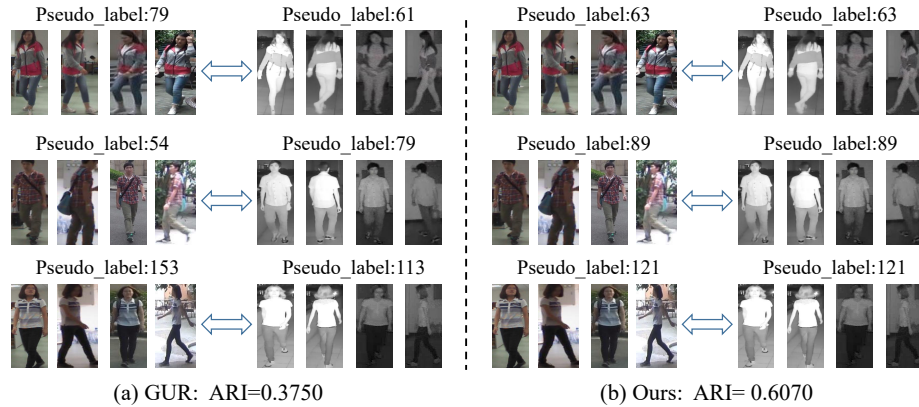 Pseudo_label:79 Pseudo_label:61 Pseudo_label:63 Pseudo_label:63
Pseudo_label:54 Pseudo_label:79 Pseudo_label:89 Pseudo_label:89
Pseudo_label:153 Pseudo_label:113 Pseudo_label:121 Pseudo_label:121
(a) GUR: ARI=0.3750 (b) Ours: ARI= 0.6070